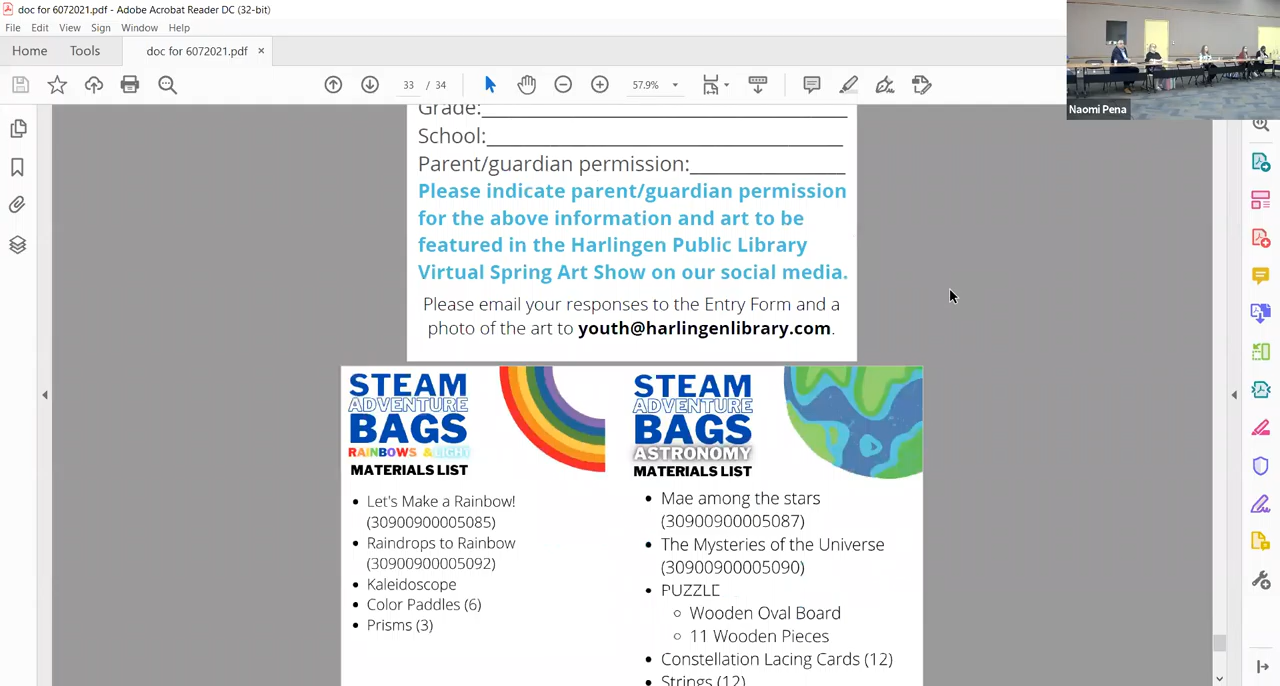 doc for 6072021.pdf - Adobe Acrobat Reader DC (32-bit)
File Edit View Sign Window Help
Home Tools doc for 6072021.pdf ×
33 / 34 57.9%
Naomi Pena
Grade:
School:
Parent/guardian permission:
Please indicate parent/guardian permission
for the above information and art to be
featured in the Harlingen Public Library
Virtual Spring Art Show on our social media.
Please email your responses to the Entry Form and a
photo of the art to youth@harlingenlibrary.com.
STEAM
ADVENTURE
BAGS
RAINBOWS & LIGHT
MATERIALS LIST
Let's Make a Rainbow!
(30900900005085)
Raindrops to Rainbow
(30900900005092)
Kaleidoscope
Color Paddles (6)
Prisms (3)
STEAM
ADVENTURE
BAGS
ASTRONOMY
MATERIALS LIST
Mae among the stars
(30900900005087)
The Mysteries of the Universe
(30900900005090)
PUZZLE
Wooden Oval Board
11 Wooden Pieces
Constellation Lacing Cards (12)
Strings (12)